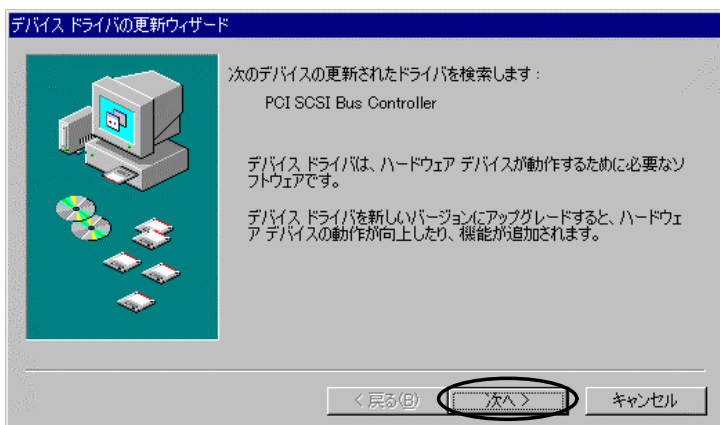 デバイス ドライバの更新ウィザード
次のデバイスの更新されたドライバを検索します：
PCI SCSI Bus Controller
デバイス ドライバは、ハードウェア デバイスが動作するために必要なソ
フトウェアです。
デバイス ドライバを新しいバージョンにアップグレードすると、ハードウェ
ア デバイスの動作が向上したり、機能が追加されます。
< 戻る(B)
次へ >
キャンセル